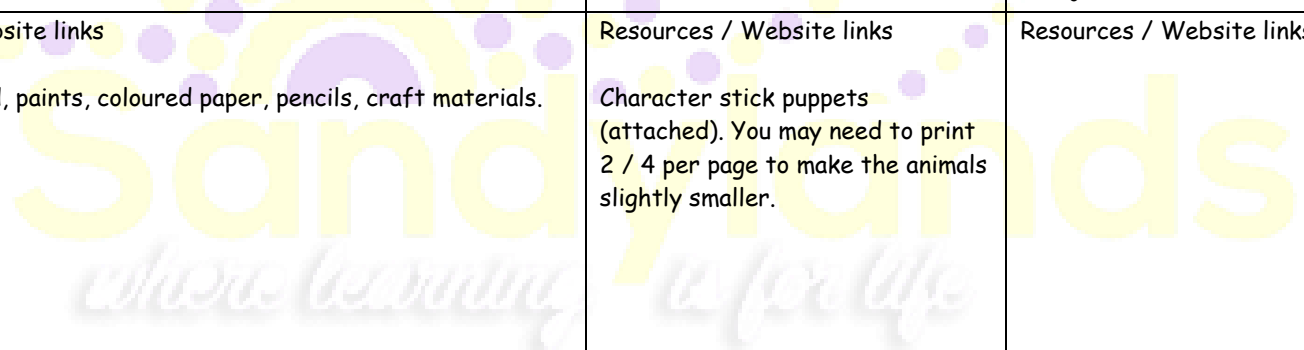 site links
, paints, coloured paper, pencils, craft materials.
Resources / Website links
Character stick puppets
(attached). You may need to print
2 / 4 per page to make the animals
slightly smaller.
Resources / Website links
Sandylands
where learning is for life